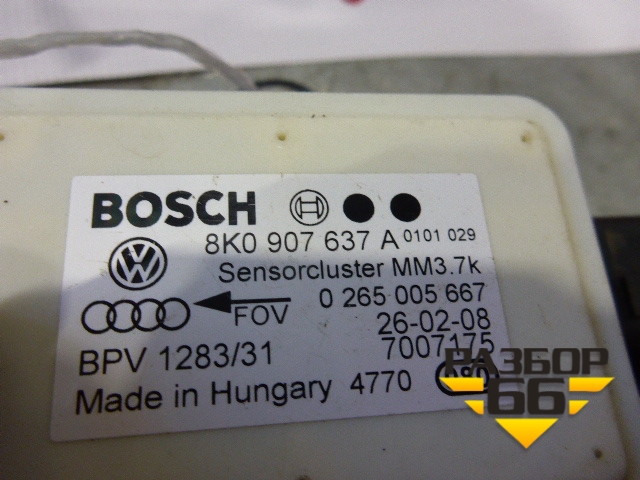 BOSCH
8K0 907 637 A 0101 029
Sensorcluster MM3.7k
FOV 0 265 005 667
26-02-08
BPV 1283/31 7007175
Made in Hungary 4770
РАЗБОР
66